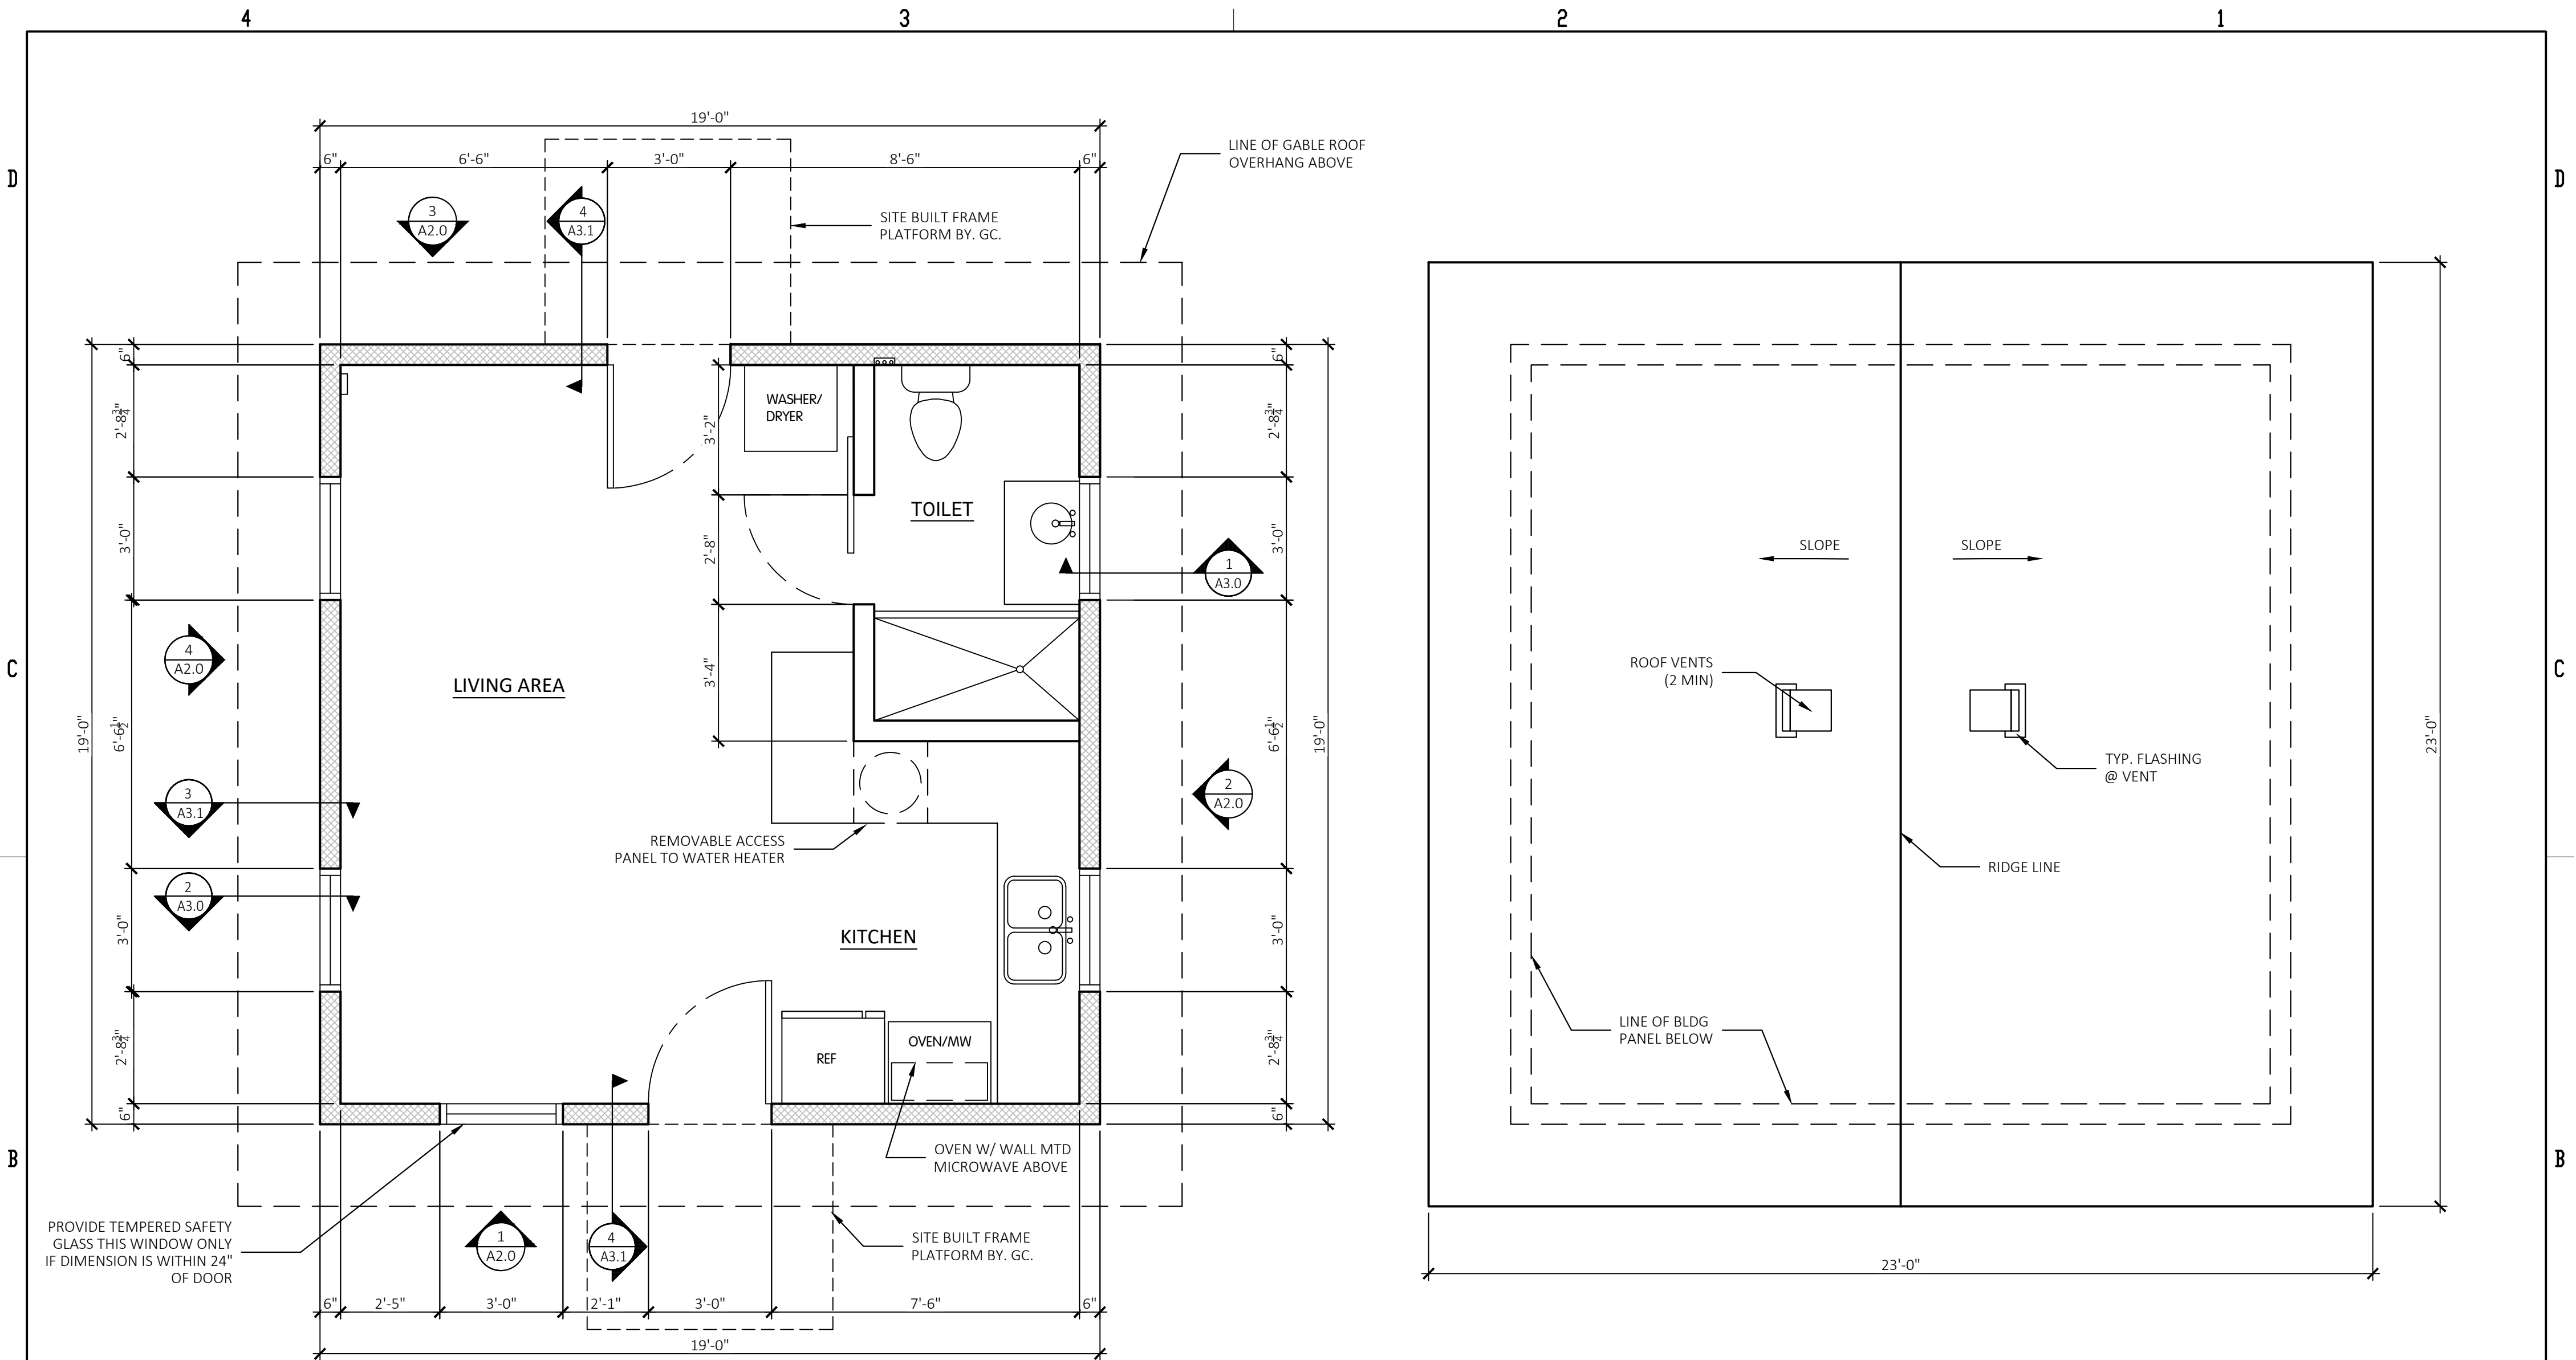 4
3
2
1
D
D
19'-0"
6"
6'-6"
3'-0"
8'-6"
6"
LINE OF GABLE ROOF
OVERHANG ABOVE
3
A2.0
4
A3.1
SITE BUILT FRAME
PLATFORM BY. GC.
6"
2'-8¾"
3'-0"
6'-6½"
3'-0"
2'-8¾"
6"
19'-0"
WASHER/
DRYER
3'-2"
2'-8"
3'-4"
TOILET
LIVING AREA
KITCHEN
4
A2.0
3
A3.1
2
A3.0
REMOVABLE ACCESS
PANEL TO WATER HEATER
REF
OVEN/MW
OVEN W/ WALL MTD
MICROWAVE ABOVE
6"
2'-8¾"
3'-0"
6'-6½"
3'-0"
2'-8¾"
6"
19'-0"
1
A3.0
2
A2.0
C
C
B
B
PROVIDE TEMPERED SAFETY
GLASS THIS WINDOW ONLY
IF DIMENSION IS WITHIN 24"
OF DOOR
1
A2.0
4
A3.1
SITE BUILT FRAME
PLATFORM BY. GC.
6"
2'-5"
3'-0"
2'-1"
3'-0"
7'-6"
6"
19'-0"
SLOPE
SLOPE
ROOF VENTS
(2 MIN)
TYP. FLASHING
@ VENT
RIDGE LINE
LINE OF BLDG
PANEL BELOW
23'-0"
23'-0"